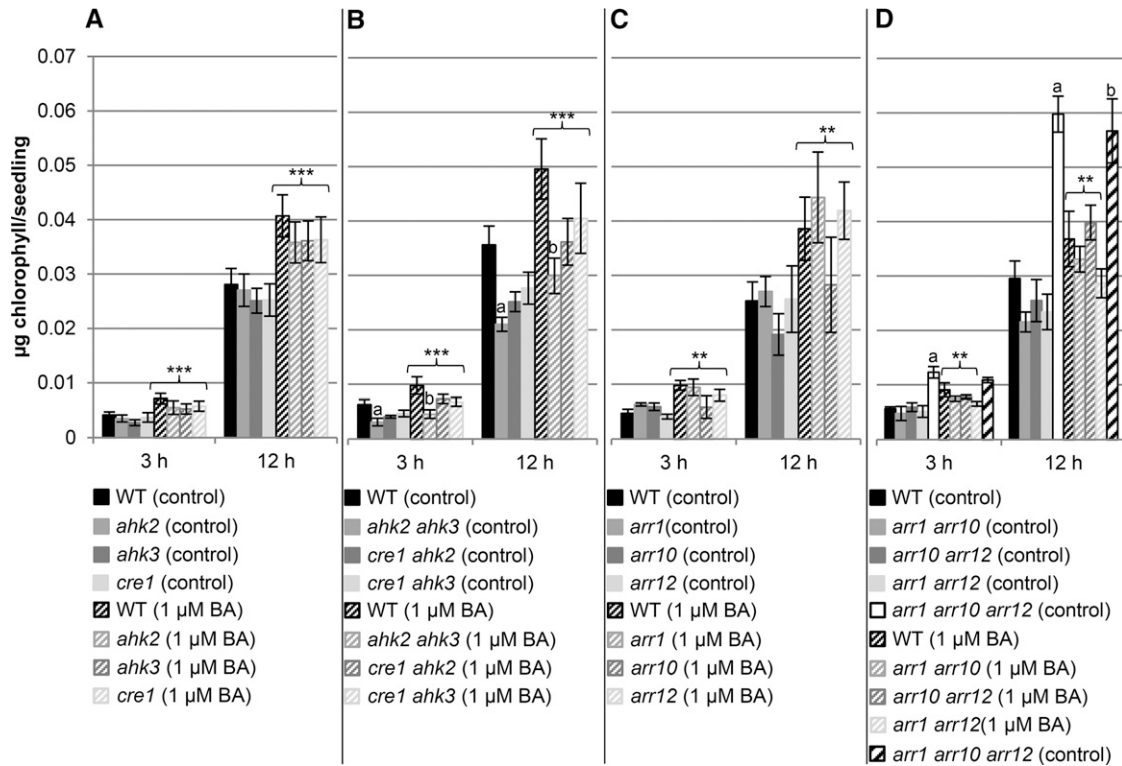 A
B
C
D
µg chlorophyll/seedling
0.07
0.06
0.05
0.04
0.03
0.02
0.01
0
***
***
a
***
b
a
***
b
**
**
a
**
a
**
b
3 h
12 h
3 h
12 h
3 h
12 h
3 h
12 h
WT (control)
ahk2 (control)
ahk3 (control)
cre1 (control)
WT (1 µM BA)
ahk2 (1 µM BA)
ahk3 (1 µM BA)
cre1 (1 µM BA)
WT (control)
ahk2 ahk3 (control)
cre1 ahk2 (control)
cre1 ahk3 (control)
WT (1 µM BA)
ahk2 ahk3 (1 µM BA)
cre1 ahk2 (1 µM BA)
cre1 ahk3 (1 µM BA)
WT (control)
arr1(control)
arr10 (control)
arr12 (control)
WT (1 µM BA)
arr1 (1 µM BA)
arr10 (1 µM BA)
arr12 (1 µM BA)
WT (control)
arr1 arr10 (control)
arr10 arr12 (control)
arr1 arr12 (control)
arr1 arr10 arr12 (control)
WT (1 µM BA)
arr1 arr10 (1 µM BA)
arr10 arr12 (1 µM BA)
arr1 arr12(1 µM BA)
arr1 arr10 arr12 (control)